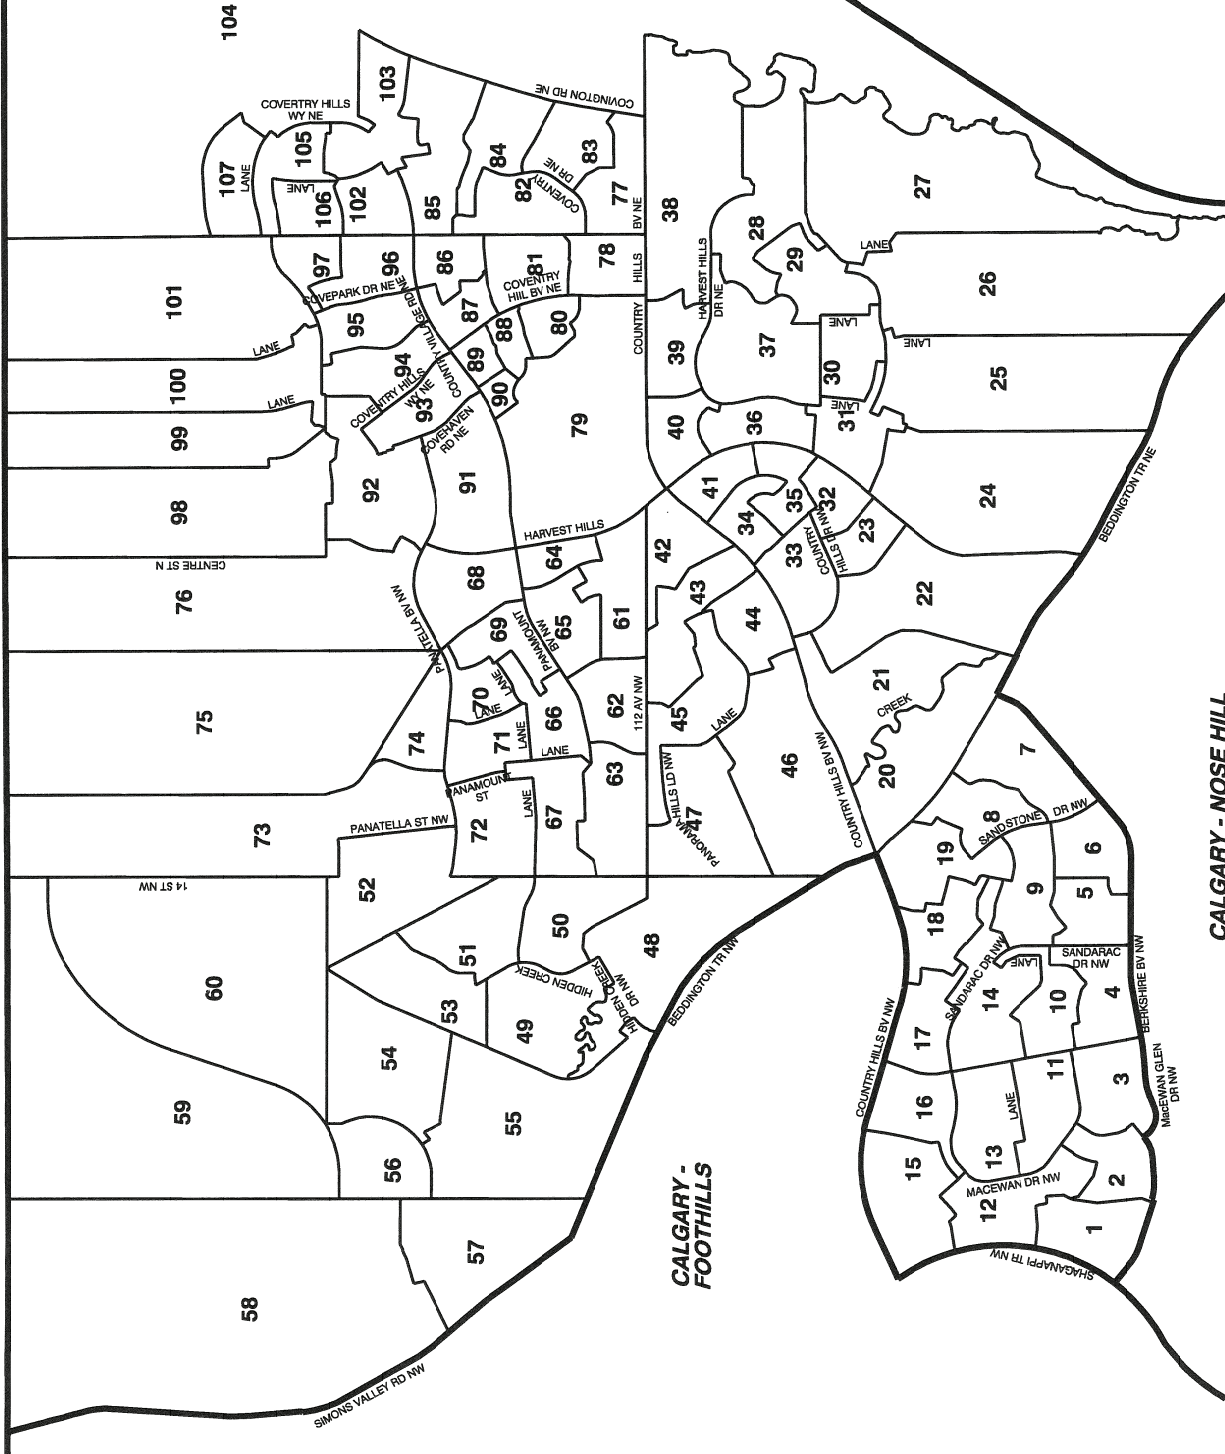 104
103
COVERTRY HILLS
WY NE
COVINGTON RD NE
107
LANE
105
LANE
106
102
84
83
COVENTRY
DR NE
82
85
77
BV NE
38
27
28
29
LANE
26
101
97
96
86
81
78
HILLS
COVEPARK DR NE
COVENTRY
HIIL BV NE
HARVEST HILLS
DR NE
95
COUNTRY VILLAGE RD NE
87
88
80
COUNTRY
39
37
LANE
30
LANE
25
LANE
100
94
89
COVENTRY HILLS
WY NE
93
90
LANE
99
COVEHAVEN
RD NE
79
40
36
LANE
31
98
92
91
41
35
32
24
BEDDINGTON TR NE
34
CENTRE ST N
HARVEST HILLS
64
42
33
COUNTRY
HILLS DR NW
23
76
68
PANATELLA BV NW
69
PANAMOUNT
BV NW
65
61
43
44
22
75
74
70
LANE
LANE
71
LANE
66
LANE
62
112 AV NW
45
LANE
21
CREEK
46
COUNTRY HILLS BV NW
20
7
73
PANATELLA ST NW
PANAMOUNT
ST
72
LANE
67
63
PANORAMA HILLS LD NW
47
8
SANDSTONE
DR NW
19
6
14 ST NW
52
9
5
18
50
51
48
60
HIDDEN CREEK
HIDDEN CREEK
DR NW
BEDDINGTON TR NW
SANDARAC
DR NW
LANE
SANDARAC DR NW
14
10
4
BERKSHIRE BV NW
53
49
17
COUNTRY HILLS BV NW
54
11
3
MacEWAN GLEN
DR NW
59
55
16
LANE
56
15
13
MACEWAN DR NW
2
12
1
CALGARY -
FOOTHILLS
57
SHAGANAPPI TR NW
58
SIMONS VALLEY RD NW
CALGARY - NOSE HILL